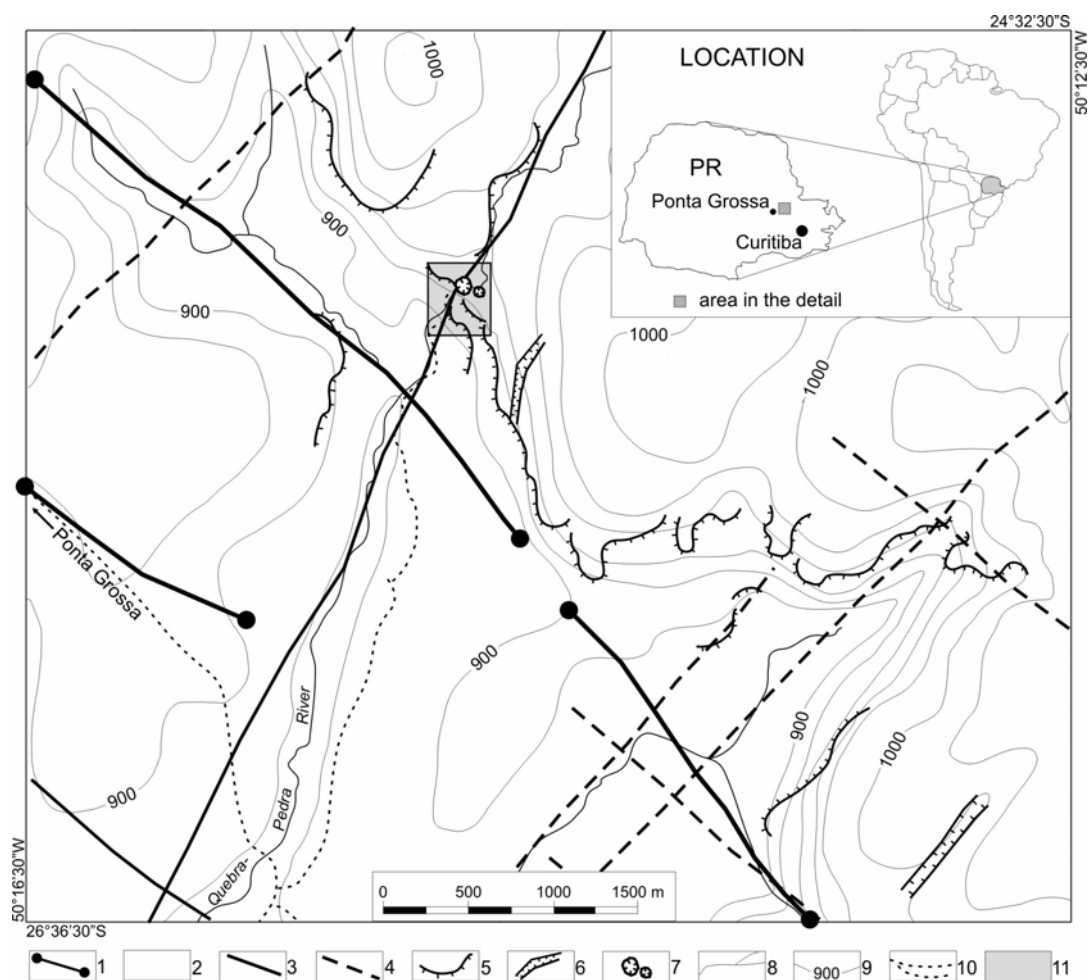 24°32'30"S
50°12'30"W
1000
LOCATION
PR
Ponta Grossa
Curitiba
area in the detail
900
900
1000
1000
Ponta Grossa
900
900
1000
900
River
Pedra
Quebra-
0 500 1000 1500 m
50°16'30"W
26°36'30"S
1 2 3 4 5 6 7 8 900 9 10 11